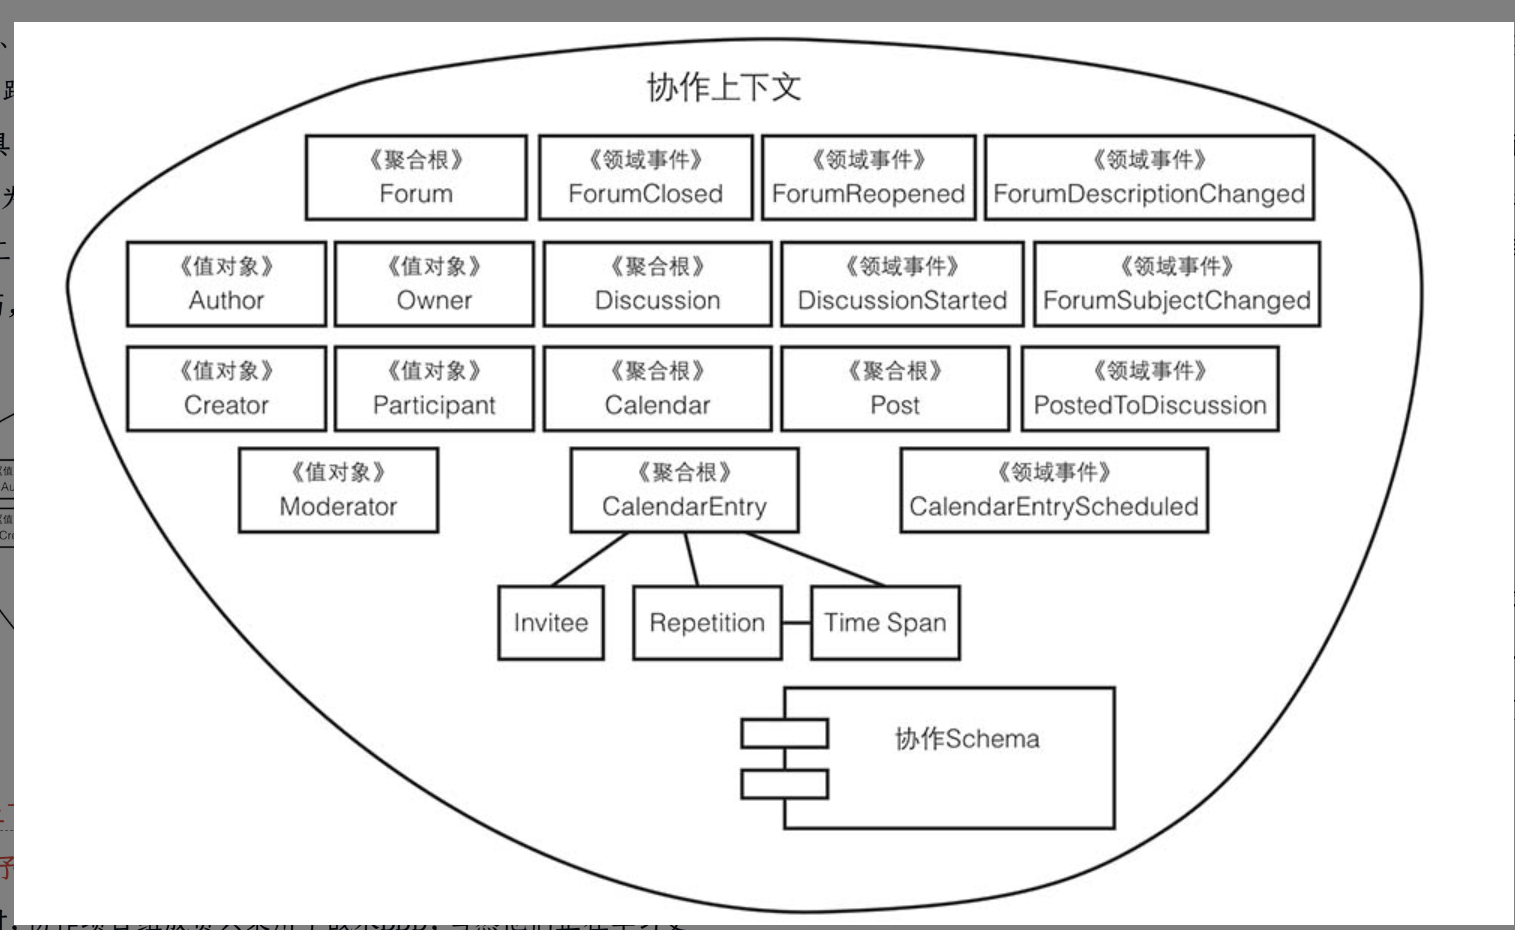 协作上下文
《聚合根》
Forum
《领域事件》
ForumClosed
《领域事件》
ForumReopened
《领域事件》
ForumDescriptionChanged
《值对象》
Author
《值对象》
Owner
《聚合根》
Discussion
《领域事件》
DiscussionStarted
《领域事件》
ForumSubjectChanged
《值对象》
Creator
《值对象》
Participant
《聚合根》
Calendar
《聚合根》
Post
《领域事件》
PostedToDiscussion
《值对象》
Moderator
《聚合根》
CalendarEntry
《领域事件》
CalendarEntryScheduled
Invitee
Repetition
Time Span
协作Schema